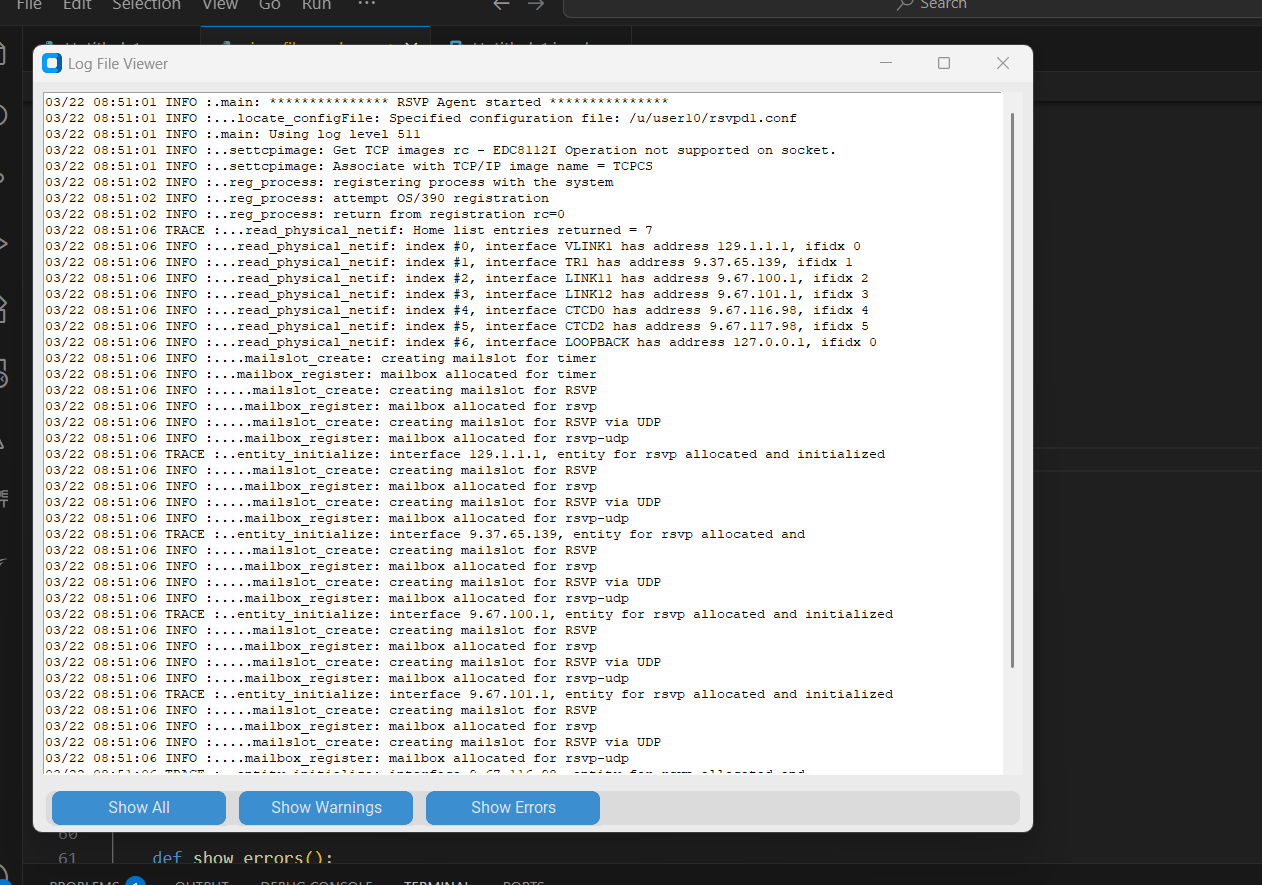 File Edit Selection View Go Run ··· ← → Search
Log File Viewer
03/22 08:51:01 INFO :.main: *************** RSVP Agent started ***************
03/22 08:51:01 INFO :...locate_configFile: Specified configuration file: /u/user10/rsvpd1.conf
03/22 08:51:01 INFO :.main: Using log level 511
03/22 08:51:01 INFO :..settcpimage: Get TCP images rc - EDC8112I Operation not supported on socket.
03/22 08:51:01 INFO :..settcpimage: Associate with TCP/IP image name = TCPCS
03/22 08:51:02 INFO :..reg_process: registering process with the system
03/22 08:51:02 INFO :..reg_process: attempt OS/390 registration
03/22 08:51:02 INFO :..reg_process: return from registration rc=0
03/22 08:51:06 TRACE :...read_physical_netif: Home list entries returned = 7
03/22 08:51:06 INFO :...read_physical_netif: index #0, interface VLINK1 has address 129.1.1.1, ifidx 0
03/22 08:51:06 INFO :...read_physical_netif: index #1, interface TR1 has address 9.37.65.139, ifidx 1
03/22 08:51:06 INFO :...read_physical_netif: index #2, interface LINK11 has address 9.67.100.1, ifidx 2
03/22 08:51:06 INFO :...read_physical_netif: index #3, interface LINK12 has address 9.67.101.1, ifidx 3
03/22 08:51:06 INFO :...read_physical_netif: index #4, interface CTCD0 has address 9.67.116.98, ifidx 4
03/22 08:51:06 INFO :...read_physical_netif: index #5, interface CTCD2 has address 9.67.117.98, ifidx 5
03/22 08:51:06 INFO :...read_physical_netif: index #6, interface LOOPBACK has address 127.0.0.1, ifidx 0
03/22 08:51:06 INFO :....mailslot_create: creating mailslot for timer
03/22 08:51:06 INFO :...mailbox_register: mailbox allocated for timer
03/22 08:51:06 INFO :.....mailslot_create: creating mailslot for RSVP
03/22 08:51:06 INFO :....mailbox_register: mailbox allocated for rsvp
03/22 08:51:06 INFO :.....mailslot_create: creating mailslot for RSVP via UDP
03/22 08:51:06 INFO :....mailbox_register: mailbox allocated for rsvp-udp
03/22 08:51:06 TRACE :..entity_initialize: interface 129.1.1.1, entity for rsvp allocated and initialized
03/22 08:51:06 INFO :.....mailslot_create: creating mailslot for RSVP
03/22 08:51:06 INFO :....mailbox_register: mailbox allocated for rsvp
03/22 08:51:06 INFO :.....mailslot_create: creating mailslot for RSVP via UDP
03/22 08:51:06 INFO :....mailbox_register: mailbox allocated for rsvp-udp
03/22 08:51:06 TRACE :..entity_initialize: interface 9.37.65.139, entity for rsvp allocated and
03/22 08:51:06 INFO :.....mailslot_create: creating mailslot for RSVP
03/22 08:51:06 INFO :....mailbox_register: mailbox allocated for rsvp
03/22 08:51:06 INFO :.....mailslot_create: creating mailslot for RSVP via UDP
03/22 08:51:06 INFO :....mailbox_register: mailbox allocated for rsvp-udp
03/22 08:51:06 TRACE :..entity_initialize: interface 9.67.100.1, entity for rsvp allocated and initialized
03/22 08:51:06 INFO :.....mailslot_create: creating mailslot for RSVP
03/22 08:51:06 INFO :....mailbox_register: mailbox allocated for rsvp
03/22 08:51:06 INFO :.....mailslot_create: creating mailslot for RSVP via UDP
03/22 08:51:06 INFO :....mailbox_register: mailbox allocated for rsvp-udp
03/22 08:51:06 TRACE :..entity_initialize: interface 9.67.101.1, entity for rsvp allocated and initialized
03/22 08:51:06 INFO :.....mailslot_create: creating mailslot for RSVP
03/22 08:51:06 INFO :....mailbox_register: mailbox allocated for rsvp
03/22 08:51:06 INFO :.....mailslot_create: creating mailslot for RSVP via UDP
03/22 08:51:06 INFO :....mailbox_register: mailbox allocated for rsvp-udp
03/22 08:51:06 TRACE :..entity_initialize: interface 9.67.116.98, entity for rsvp allocated and
Show All Show Warnings Show Errors
60
61 def show_errors():
PROBLEMS 1 OUTPUT DEBUG CONSOLE TERMINAL PORTS